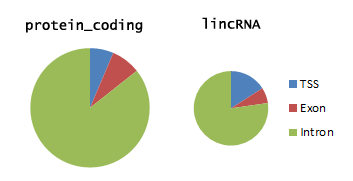 protein_coding
lincRNA
TSS
Exon
Intron